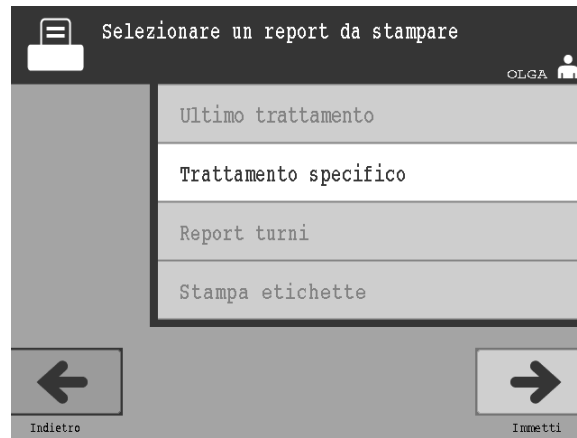 Selezionare un report da stampare
OLGA
Ultimo trattamento
Trattamento specifico
Report turni
Stampa etichette
Indietro
Immetti